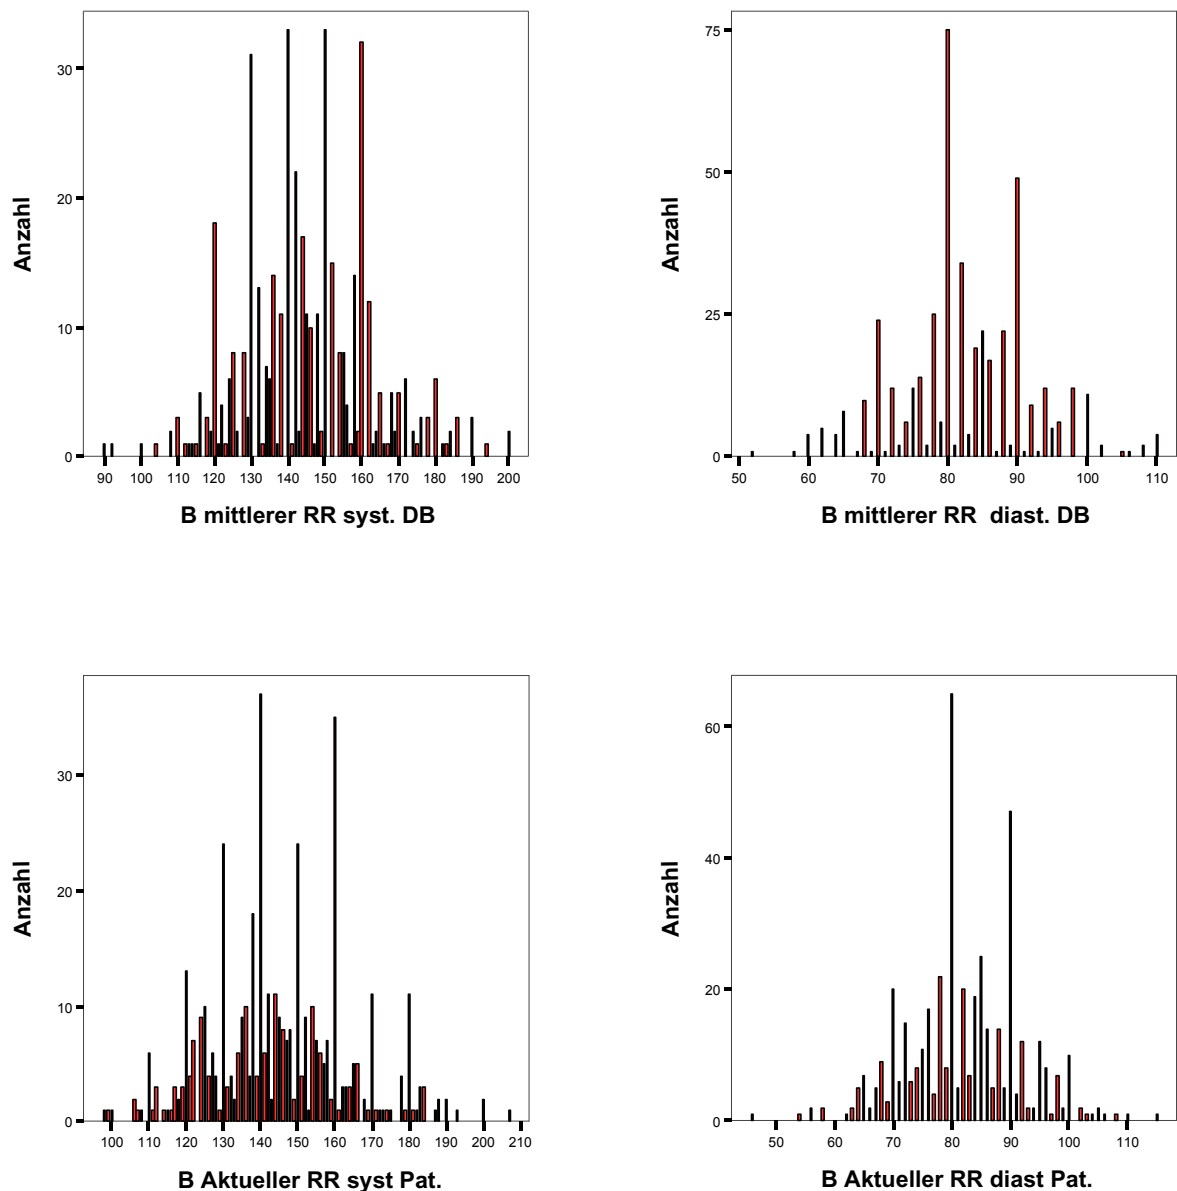 Anzahl
30
20
10
0
90 100 110 120 130 140 150 160 170 180 190 200
B mittlerer RR syst. DB
Anzahl
75
50
25
0
50 60 70 80 90 100 110
B mittlerer RR diast. DB
Anzahl
30
20
10
0
100 110 120 130 140 150 160 170 180 190 200 210
B Aktueller RR syst Pat.
Anzahl
60
40
20
0
50 60 70 80 90 100 110
B Aktueller RR diast Pat.